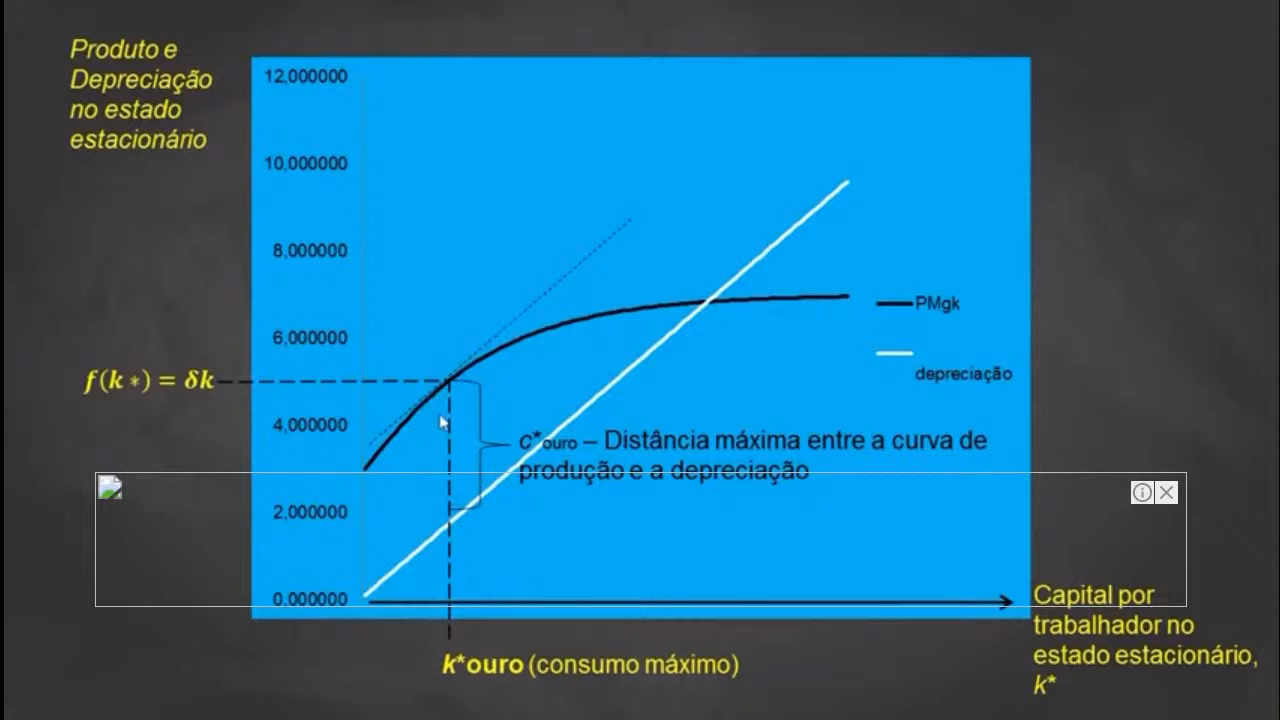 Produto e
Depreciação
no estado
estacionário
12,000000
10,000000
8,000000
6,000000
4,000000
2,000000
0,000000
PMgk
depreciação
f(k *) = δk
c*ouro – Distância máxima entre a curva de
produção e a depreciação
k*ouro (consumo máximo)
Capital por
trabalhador no
estado estacionário,
k*